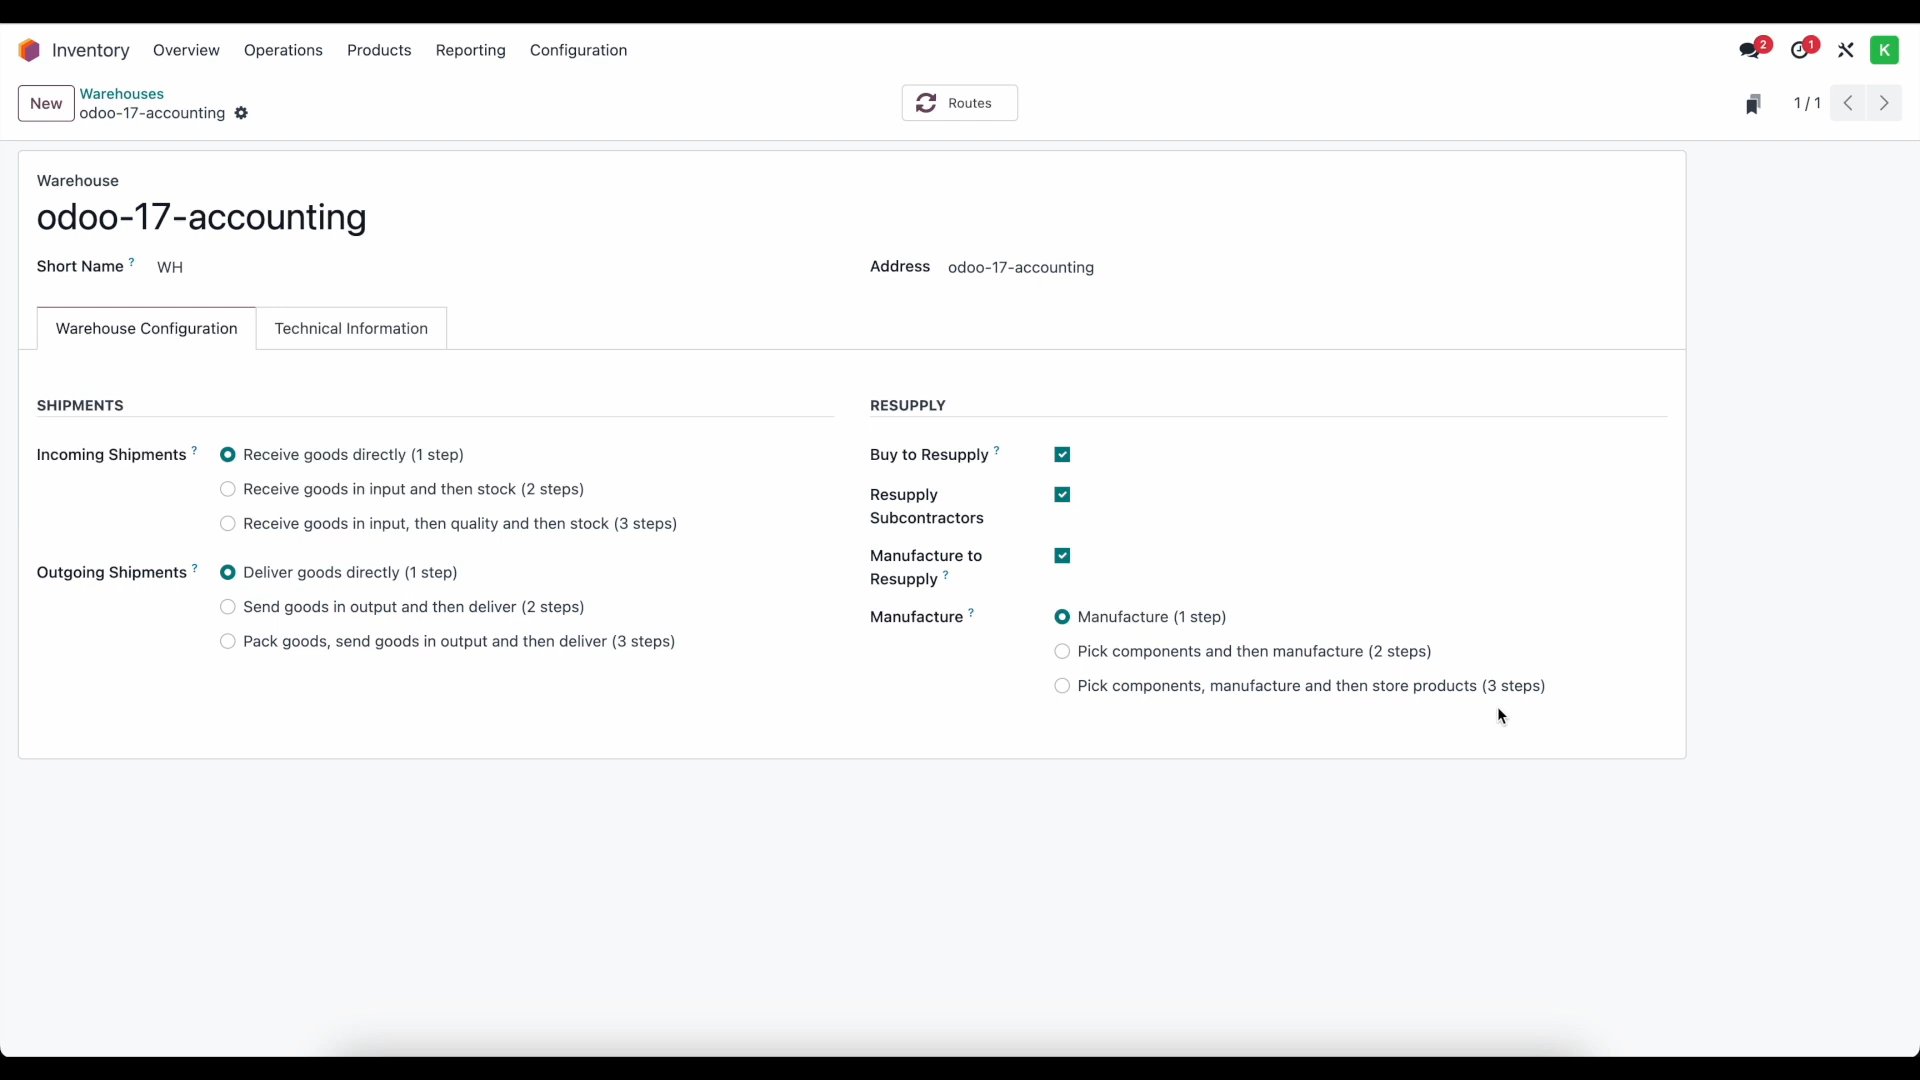 Inventory Overview Operations Products Reporting Configuration 2 1 K
New Warehouses
odoo-17-accounting
Routes
1 / 1
Warehouse
odoo-17-accounting
Short Name ? WH
Address odoo-17-accounting
Warehouse Configuration Technical Information
SHIPMENTS
Incoming Shipments ? Receive goods directly (1 step)
Receive goods in input and then stock (2 steps)
Receive goods in input, then quality and then stock (3 steps)
Outgoing Shipments ? Deliver goods directly (1 step)
Send goods in output and then deliver (2 steps)
Pack goods, send goods in output and then deliver (3 steps)
RESUPPLY
Buy to Resupply ?
Resupply
Subcontractors
Manufacture to
Resupply ?
Manufacture ? Manufacture (1 step)
Pick components and then manufacture (2 steps)
Pick components, manufacture and then store products (3 steps)